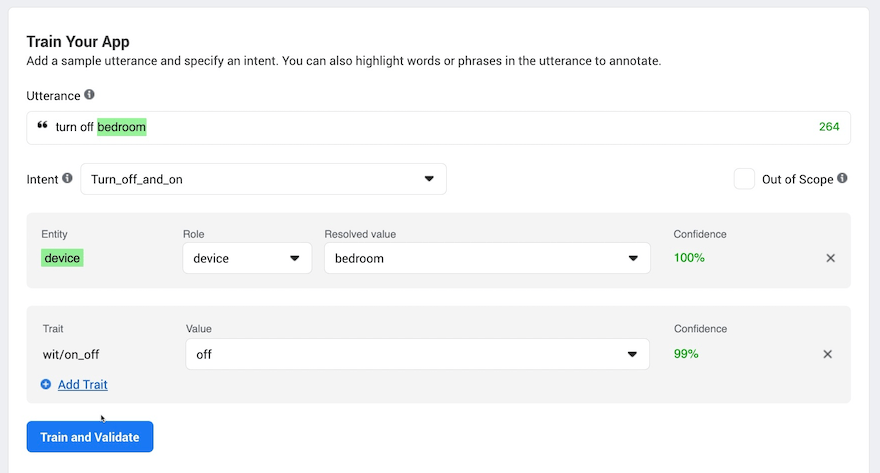 Train Your App
Add a sample utterance and specify an intent. You can also highlight words or phrases in the utterance to annotate.
Utterance
❝ turn off bedroom 264
Intent Turn_off_and_on Out of Scope
Entity Role Resolved value Confidence
device device bedroom 100%
Trait Value Confidence
wit/on_off off 99%
Add Trait
Train and Validate